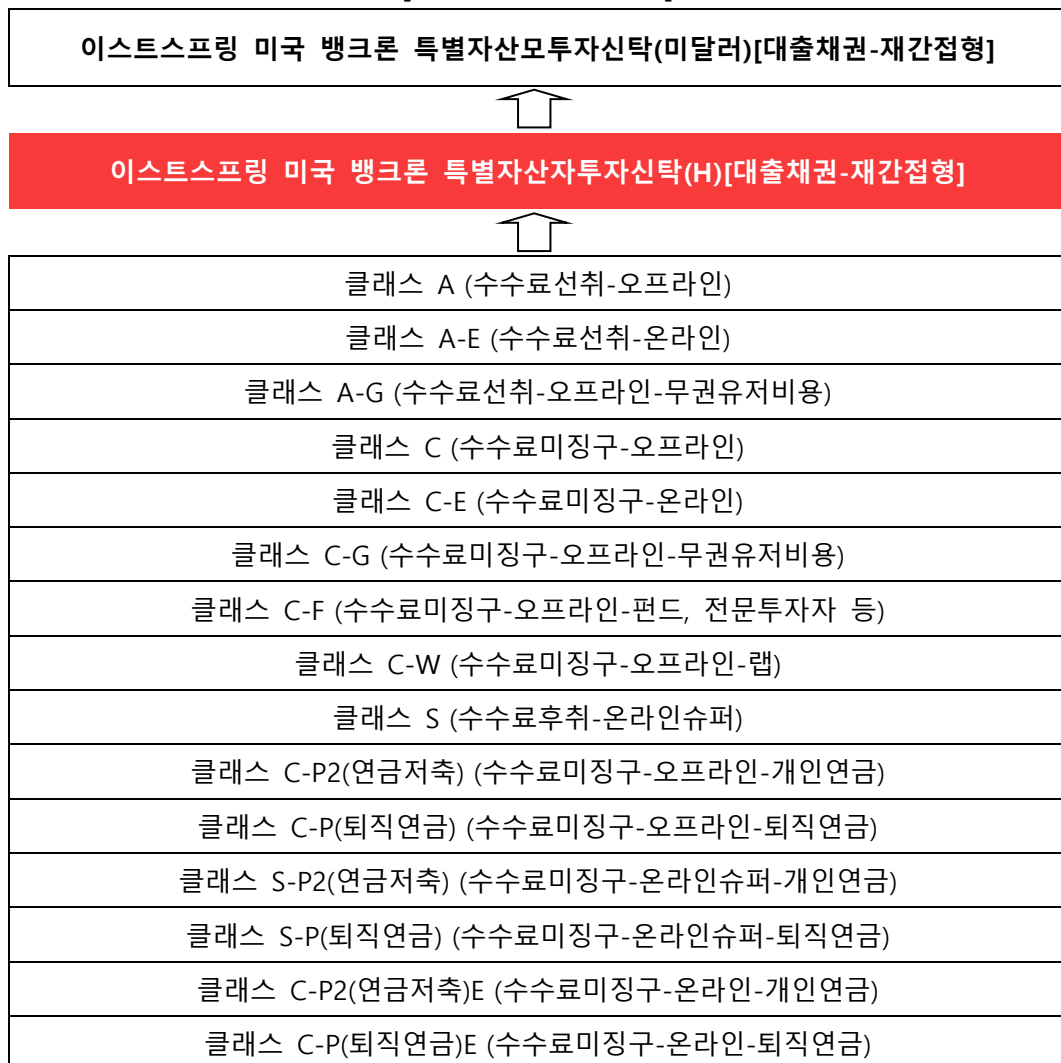 이스트스프링 미국 뱅크론 특별자산모투자신탁(미달러)[대출채권-재간접형]
이스트스프링 미국 뱅크론 특별자산자투자신탁(H)[대출채권-재간접형]
클래스 A (수수료선취-오프라인)
클래스 A-E (수수료선취-온라인)
클래스 A-G (수수료선취-오프라인-무권유저비용)
클래스 C (수수료미징구-오프라인)
클래스 C-E (수수료미징구-온라인)
클래스 C-G (수수료미징구-오프라인-무권유저비용)
클래스 C-F (수수료미징구-오프라인-펀드, 전문투자자 등)
클래스 C-W (수수료미징구-오프라인-랩)
클래스 S (수수료후취-온라인슈퍼)
클래스 C-P2(연금저축) (수수료미징구-오프라인-개인연금)
클래스 C-P(퇴직연금) (수수료미징구-오프라인-퇴직연금)
클래스 S-P2(연금저축) (수수료미징구-온라인슈퍼-개인연금)
클래스 S-P(퇴직연금) (수수료미징구-온라인슈퍼-퇴직연금)
클래스 C-P2(연금저축)E (수수료미징구-온라인-개인연금)
클래스 C-P(퇴직연금)E (수수료미징구-온라인-퇴직연금)